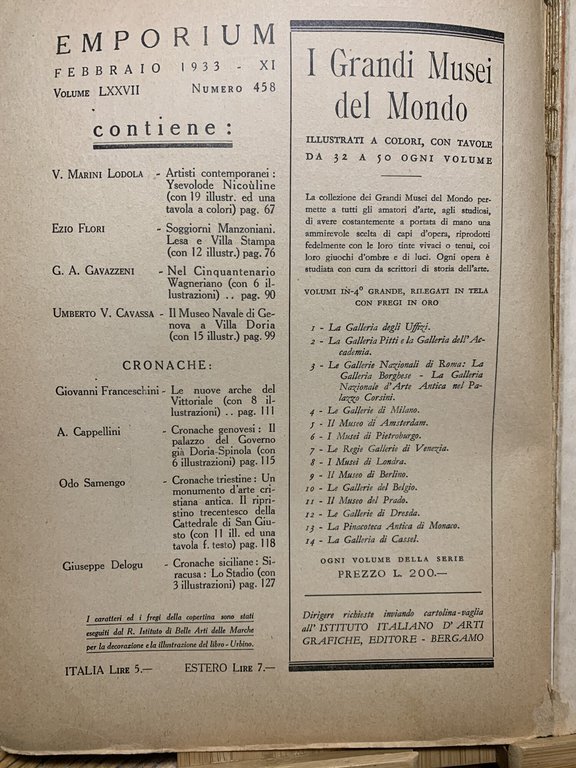 EMPORIUM
FEBBRAIO 1933 - XI
VOLUME LXXVII NUMERO 458
contiene:
V. MARINI LODOLA - Artisti contemporanei:
Ysevolode Nicoùline
(con 19 illustr. ed una
tavola a colori) pag. 67
EZIO FLORI - Soggiorni Manzoniani.
Lesa e Villa Stampa
(con 12 illustr.) pag. 76
G. A. GAVAZZENI - Nel Cinquantenario
Wagneriano (con 6 il-
lustrazioni) .. pag. 90
UMBERTO V. CAVASSA - Il Museo Navale di Ge-
nova a Villa Doria
(con 15 illustr.) pag. 99
CRONACHE:
Giovanni Franceschini - Le nuove arche del
Vittoriale (con 8 il-
lustrazioni) .. pag. 111
A. Cappellini - Cronache genovesi: Il
palazzo del Governo
già Doria-Spinola (con
6 illustrazioni) pag. 115
Odo Samengo - Cronache triestine: Un
monumento d'arte cri-
stiana antica. Il ripri-
stino trecentesco della
Cattedrale di San Giu-
sto (con 11 ill. ed una
tavola f. testo) pag. 118
Giuseppe Delogu - Cronache siciliane: Si-
racusa: Lo Stadio (con
3 illustrazioni) pag. 127
I caratteri ed i fregi della copertina sono stati
eseguiti dal R. Istituto di Belle Arti delle Marche
per la decorazione e la illustrazione del libro - Urbino.
ITALIA LIRE 5.— ESTERO LIRE 7.—
I Grandi Musei
del Mondo
ILLUSTRATI A COLORI, CON TAVOLE
DA 32 A 50 OGNI VOLUME
La collezione dei Grandi Musei del Mondo per-
mette a tutti gli amatori d'arte, agli studiosi,
di avere costantemente a portata di mano una
ammirevole scelta di capi d'opera, riprodotti
fedelmente con le loro tinte vivaci o tenui, coi
loro giuochi d'ombre e di luci. Ogni opera è
studiata con cura da scrittori di storia dell'arte.
VOLUMI IN-4° GRANDE, RILEGATI IN TELA
CON FREGI IN ORO
1 - La Galleria degli Uffizi.
2 - La Galleria Pitti e la Galleria dell'Ac-
cademia.
3 - Le Gallerie Nazionali di Roma: La
Galleria Borghese - La Galleria
Nazionale d'Arte Antica nel Pa-
lazzo Corsini.
4 - Le Gallerie di Milano.
5 - Il Museo di Amsterdam.
6 - I Musei di Pietroburgo.
7 - Le Regie Gallerie di Venezia.
8 - I Musei di Londra.
9 - Il Museo di Berlino.
10 - Le Gallerie del Belgio.
11 - Il Museo del Prado.
12 - Le Gallerie di Dresda.
13 - La Pinacoteca Antica di Monaco.
14 - La Galleria di Cassel.
OGNI VOLUME DELLA SERIE
PREZZO L. 200.—
Dirigere richieste inviando cartolina-vaglia
all'ISTITUTO ITALIANO D'ARTI
GRAFICHE, EDITORE - BERGAMO